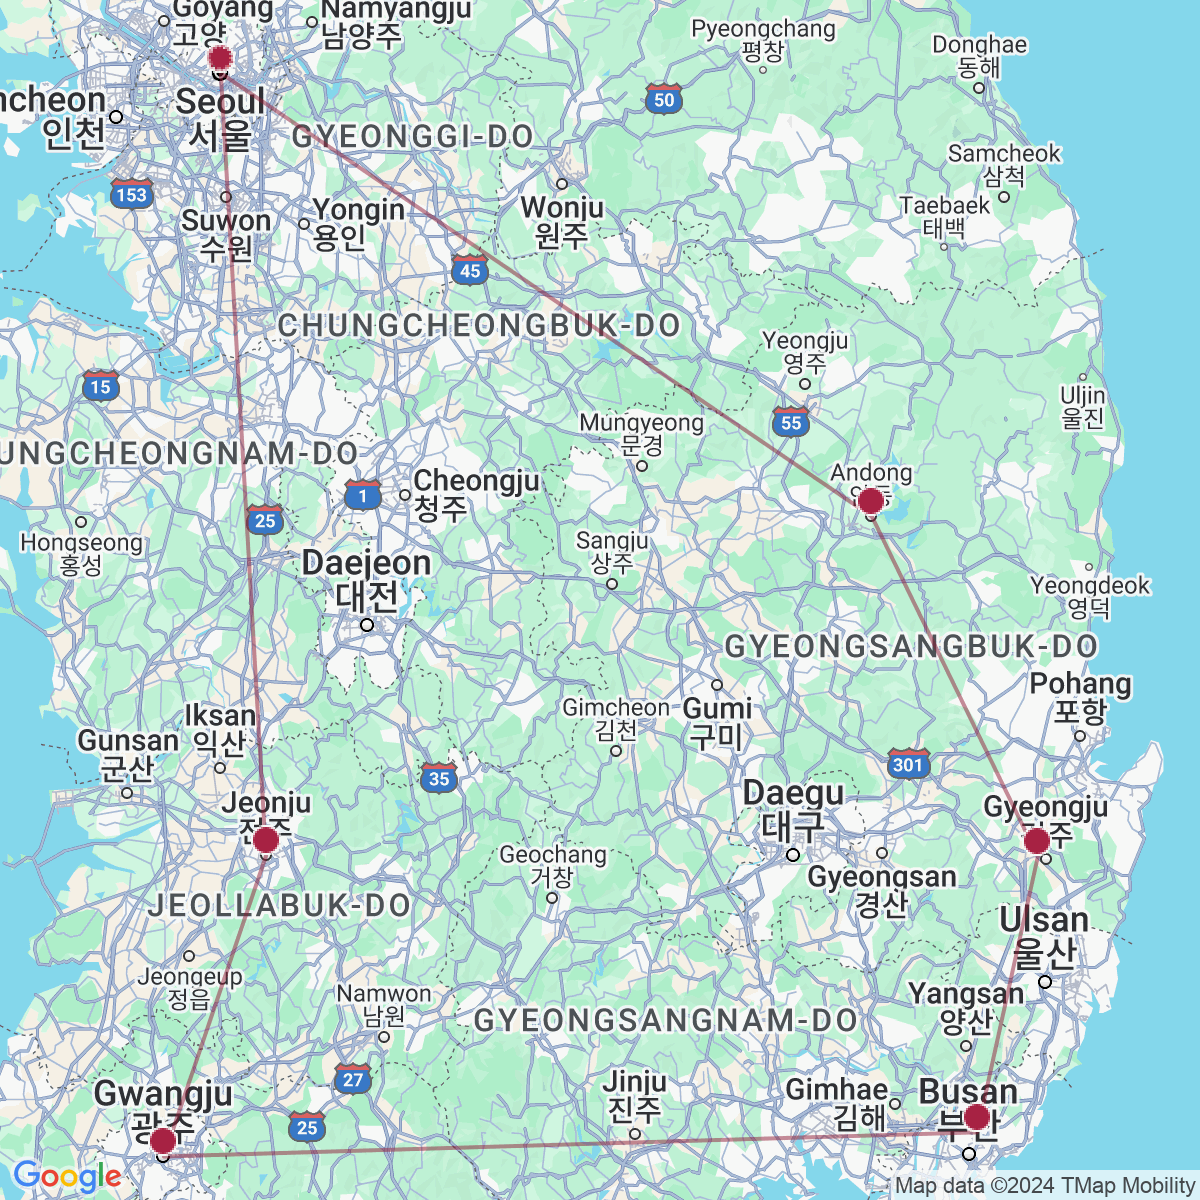 Goyang
고양
Namyangju
남양주
Pyeongchang
평창
Donghae
동해
ncheon
인천
Seoul
서울
50
GYEONGGI-DO
Samcheok
삼척
153
Suwon
수원
Yongin
용인
Wonju
원주
Taebaek
태백
45
CHUNGCHEONGBUK-DO
Yeongju
영주
15
Uljin
울진
55
Mungyeong
문경
UNGCHEONGNAM-DO
Andong
Cheongju
청주
1
25
Hongseong
홍성
Daejeon
대전
Sangju
상주
Yeongdeok
영덕
GYEONGSANGBUK-DO
Pohang
포항
Iksan
익산
Gunsan
군산
Gimcheon
김천
Gumi
구미
35
301
Jeonju
Daegu
대구
Gyeongju
Geochang
거창
Gyeongsan
경산
JEOLLABUK-DO
Ulsan
울산
Jeongeup
정읍
Namwon
남원
GYEONGSANGNAM-DO
Yangsan
양산
27
Gwangju
광주
25
Jinju
진주
Gimhae
김해
Busan
부산
Google
Map data ©2024 TMap Mobility